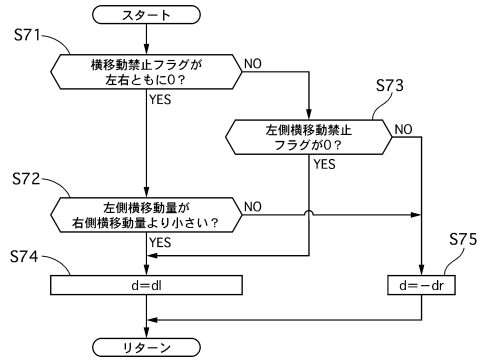 スタート
S71
横移動禁止フラグが
左右ともに0?
NO
YES
S73
左側横移動禁止
フラグが0?
NO
YES
S72
左側横移動量が
右側横移動量より小さい?
NO
YES
S74
d=dl
S75
d=-dr
リターン